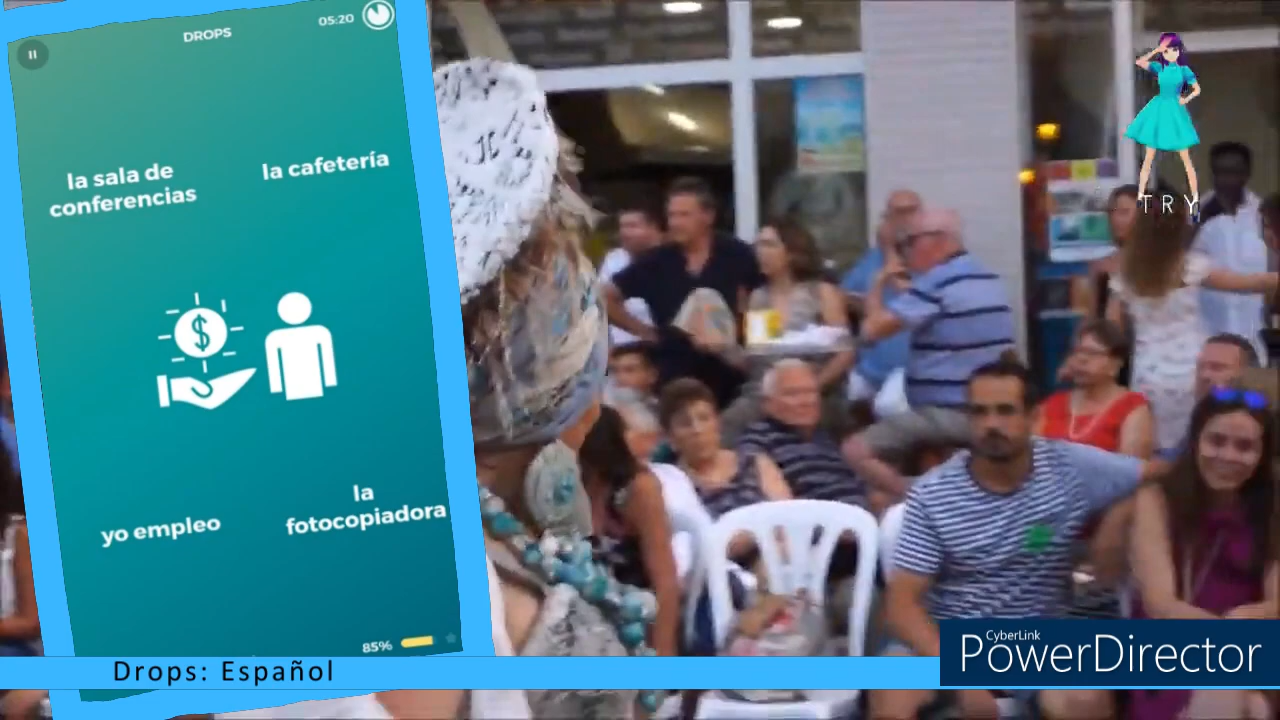 DROPS
05:20
la sala de
conferencias
la cafetería
yo empleo
la
fotocopiadora
85%
Drops: Español
TRY
CyberLink
PowerDirector